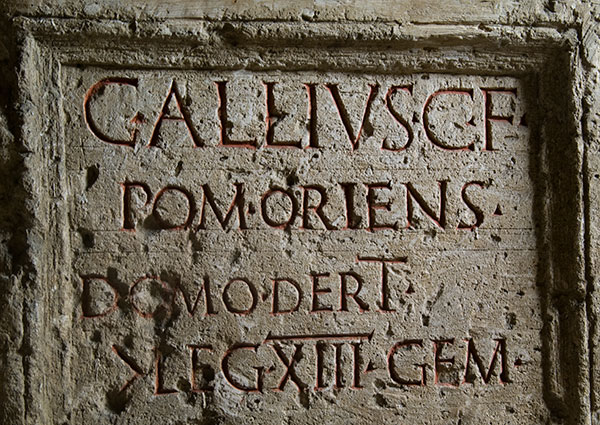 C·ALLIVS·C·F·
POM·ORIENS·
DOMO·DERT·
>LEG·XIII·GEM·